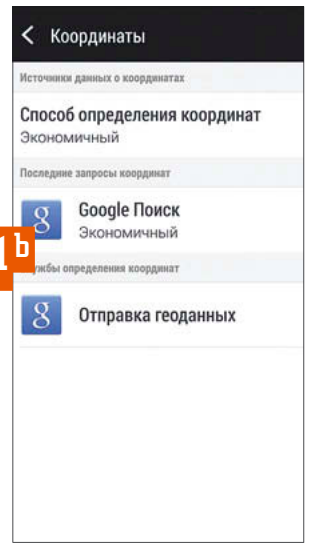 Координаты
Источники данных о координатах
Способ определения координат
Экономичный
Последние запросы координат
g Google Поиск
Экономичный
1b
жбы определения координат
g Отправка геоданных